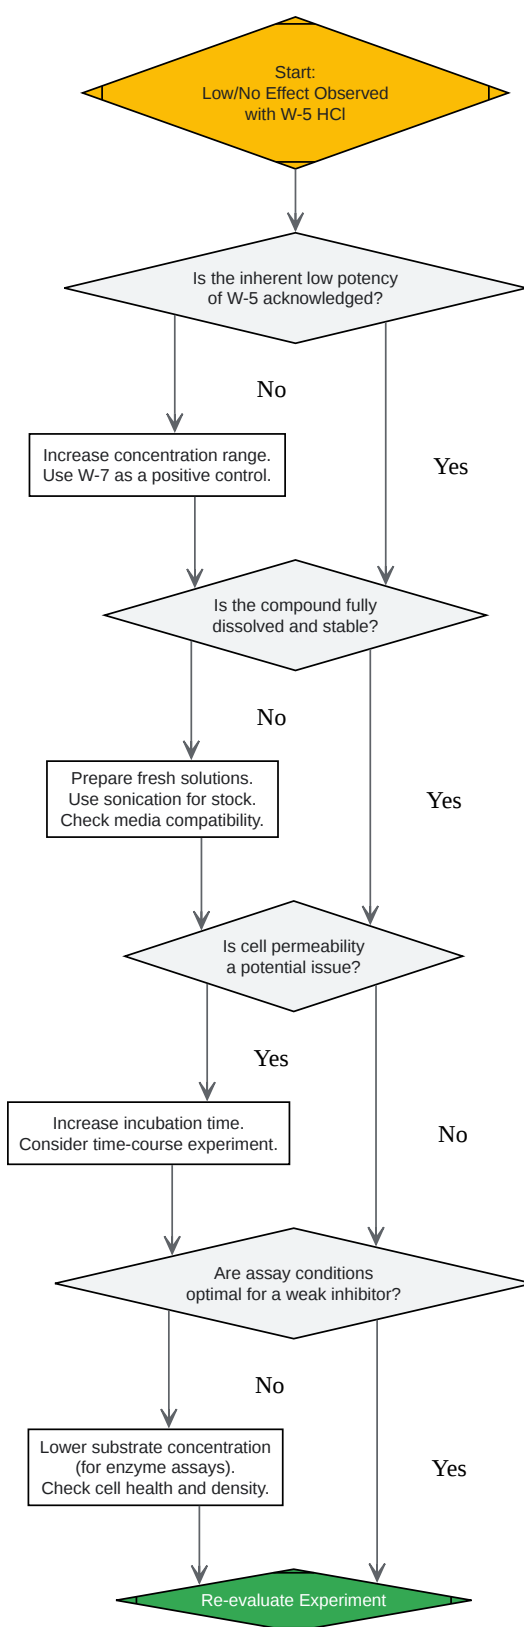 Start:
Low/No Effect Observed
with W-5 HCl
Is the inherent low potency
of W-5 acknowledged?
No
Increase concentration range.
Use W-7 as a positive control.
Yes
Is the compound fully
dissolved and stable?
No
Prepare fresh solutions.
Use sonication for stock.
Check media compatibility.
Yes
Is cell permeability
a potential issue?
Yes
Increase incubation time.
Consider time-course experiment.
No
Are assay conditions
optimal for a weak inhibitor?
No
Lower substrate concentration
(for enzyme assays).
Check cell health and density.
Yes
Re-evaluate Experiment